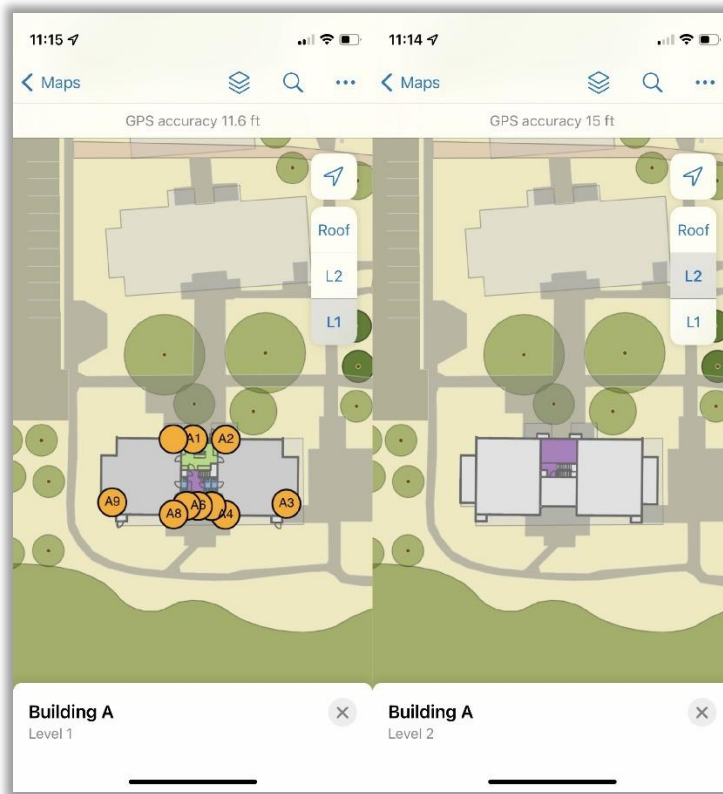 11:15
Maps
GPS accuracy 11.6 ft
Roof
L2
L1
A1 A2
A9 A8 A6 A4 A3
Building A
Level 1
11:14
Maps
GPS accuracy 15 ft
Roof
L2
L1
Building A
Level 2